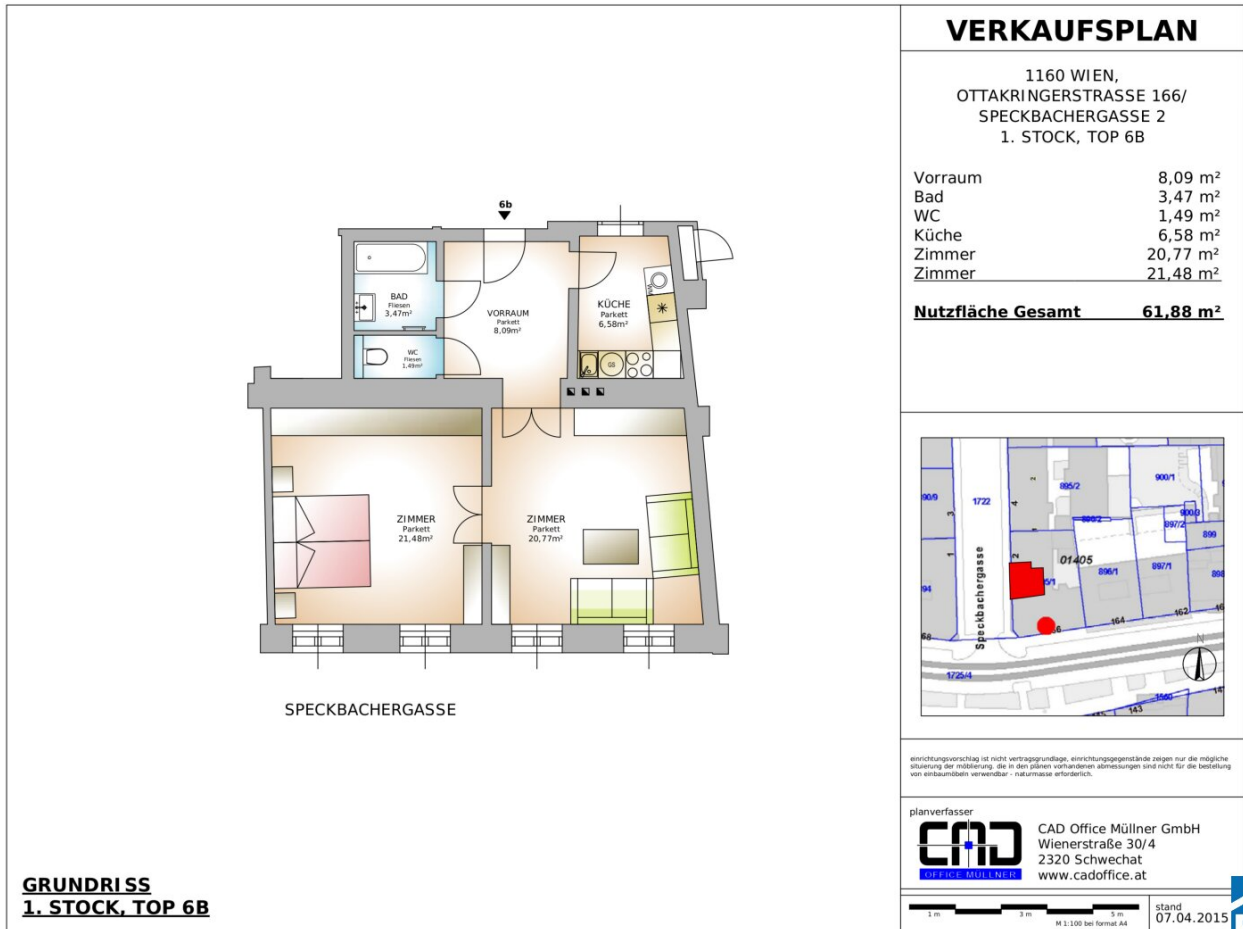 VERKAUFSPLAN
1160 WIEN,
OTTAKRINGERSTRASSE 166/
SPECKBACHERGASSE 2
1. STOCK, TOP 6B
Vorraum 8,09 m²
Bad 3,47 m²
WC 1,49 m²
Küche 6,58 m²
Zimmer 20,77 m²
Zimmer 21,48 m²
Nutzfläche Gesamt 61,88 m²
6b
BAD
Fliesen
3,47m²
WC
Fliesen
1,49m²
VORRAUM
Parkett
8,09m²
KÜCHE
Parkett
6,58m²
WM
GS
ZIMMER
Parkett
21,48m²
ZIMMER
Parkett
20,77m²
SPECKBACHERGASSE
900/1
895/2
1722
900/3
897/2
899
01405
896/1
897/1
Speckbachergasse
164
162
1725/4
143
N
einrichtungsvorschlag ist nicht vertragsgrundlage, einrichtungsgegenstände zeigen nur die mögliche
situierung der möblierung. die in den plänen vorhandenen abmessungen sind nicht für die bestellung
von einbaumöbeln verwendbar - naturmasse erforderlich.
planverfasser
CAD
OFFICE MÜLLNER
CAD Office Müllner GmbH
Wienerstraße 30/4
2320 Schwechat
www.cadoffice.at
1 m 3 m 5 m
M 1:100 bei format A4
stand
07.04.2015
GRUNDRISS
1. STOCK, TOP 6B